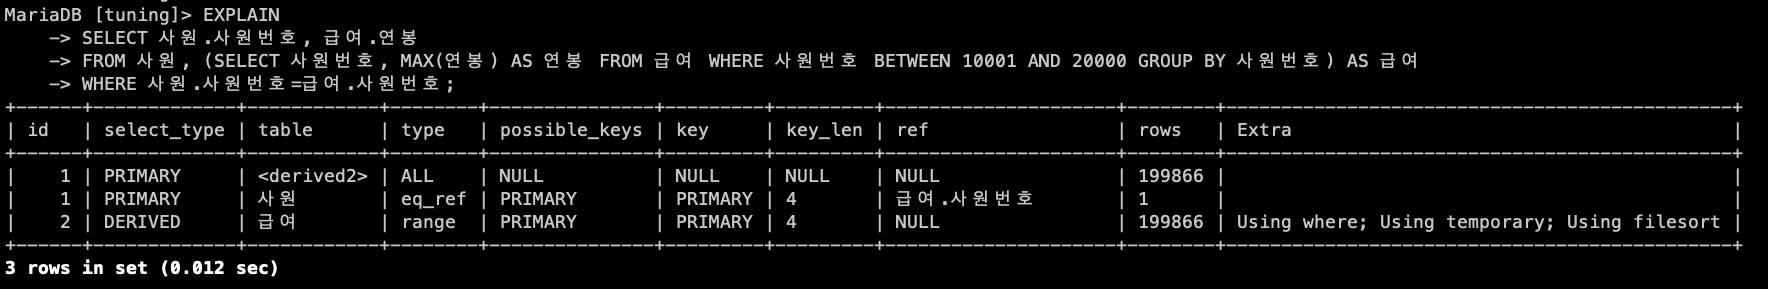 MariaDB [tuning]> EXPLAIN
    -> SELECT 사원.사원번호, 급여.연봉
    -> FROM 사원, (SELECT 사원번호, MAX(연봉) AS 연봉 FROM 급여 WHERE 사원번호 BETWEEN 10001 AND 20000 GROUP BY 사원번호) AS 급여
    -> WHERE 사원.사원번호=급여.사원번호;
+------+-------------+------------+--------+---------------+---------+---------+--------------------+--------+----------------------------------------------+
| id   | select_type | table      | type   | possible_keys | key     | key_len | ref                | rows   | Extra                                        |
+------+-------------+------------+--------+---------------+---------+---------+--------------------+--------+----------------------------------------------+
|    1 | PRIMARY     | <derived2> | ALL    | NULL          | NULL    | NULL    | NULL               | 199866 |                                              |
|    1 | PRIMARY     | 사원       | eq_ref | PRIMARY       | PRIMARY | 4       | 급여.사원번호      | 1      |                                              |
|    2 | DERIVED     | 급여       | range  | PRIMARY       | PRIMARY | 4       | NULL               | 199866 | Using where; Using temporary; Using filesort |
+------+-------------+------------+--------+---------------+---------+---------+--------------------+--------+----------------------------------------------+
3 rows in set (0.012 sec)